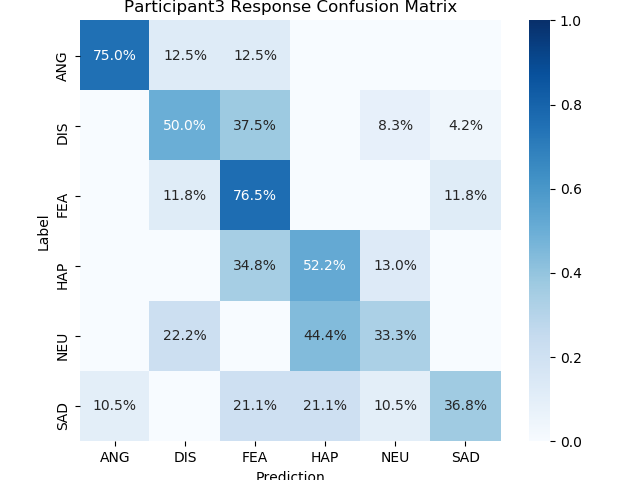 Participant3 Response Confusion Matrix
ANG 75.0% 12.5% 12.5%
DIS 50.0% 37.5% 8.3% 4.2%
FEA 11.8% 76.5% 11.8%
HAP 34.8% 52.2% 13.0%
NEU 22.2% 44.4% 33.3%
SAD 10.5% 21.1% 21.1% 10.5% 36.8%
Label
ANG DIS FEA HAP NEU SAD
Prediction
1.0
0.8
0.6
0.4
0.2
0.0